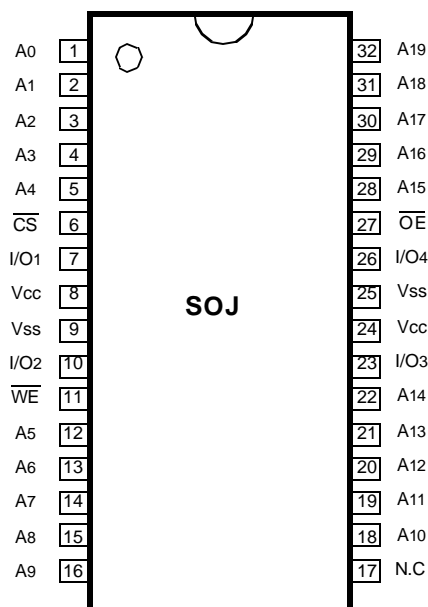 A0 1 32 A19
A1 2 31 A18
A2 3 30 A17
A3 4 29 A16
A4 5 28 A15
C̅S̅ 6 27 O̅E̅
I/O1 7 26 I/O4
Vcc 8 25 Vss
SOJ
Vss 9 24 Vcc
I/O2 10 23 I/O3
W̅E̅ 11 22 A14
A5 12 21 A13
A6 13 20 A12
A7 14 19 A11
A8 15 18 A10
A9 16 17 N.C